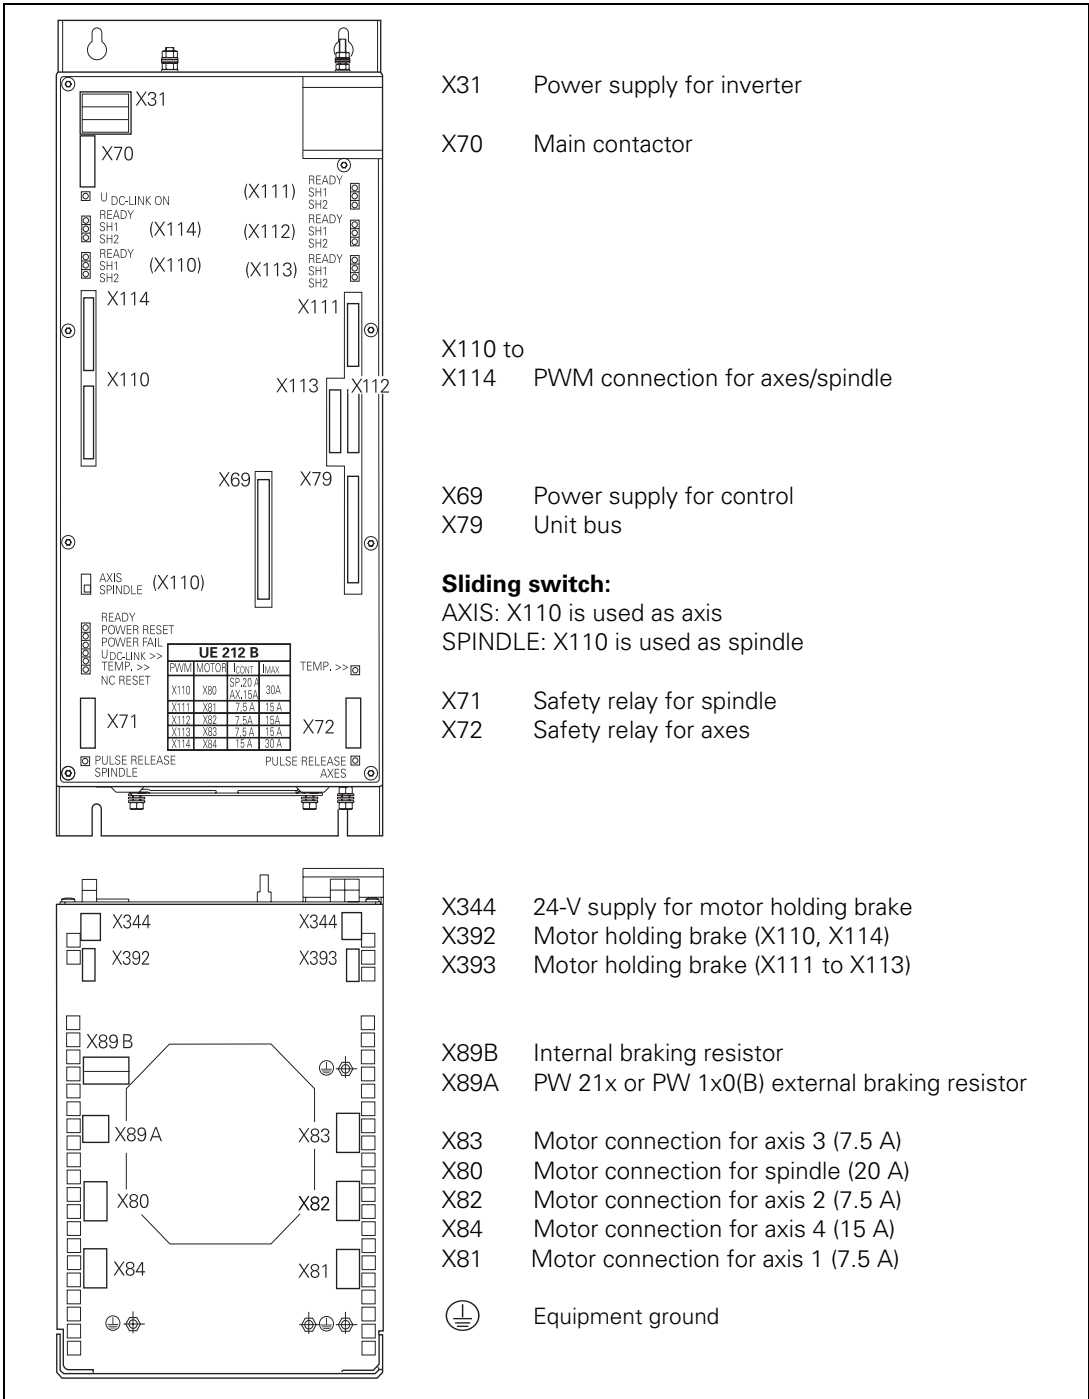 X31 Power supply for inverter
X31
X70 Main contactor
X70
U DC-LINK ON
READY
SH1 (X114)
SH2
READY
SH1 (X110)
SH2
READY
(X111) SH1
SH2
READY
(X112) SH1
SH2
READY
(X113) SH1
SH2
X114
X111
X110
X113 X112
X110 to
X114 PWM connection for axes/spindle
X69 X79
X69 Power supply for control
X79 Unit bus
Sliding switch:
AXIS: X110 is used as axis
SPINDLE: X110 is used as spindle
AXIS
SPINDLE (X110)
READY
POWER RESET
POWER FAIL
UDC-LINK >>
TEMP. >>
NC RESET
UE 212 B
PWM MOTOR ICONT IMAX
X110 X80 SP.20 A AX.15A 30A
X111 X81 7,5 A 15 A
X112 X82 7.5A 15A
X113 X83 7,5 A 15 A
X114 X84 15 A 30 A
TEMP. >>
X71
X72
X71 Safety relay for spindle
X72 Safety relay for axes
PULSE RELEASE
SPINDLE
PULSE RELEASE
AXES
X344 X344
X392 X393
X344 24-V supply for motor holding brake
X392 Motor holding brake (X110, X114)
X393 Motor holding brake (X111 to X113)
X89B
X89B Internal braking resistor
X89A PW 21x or PW 1x0(B) external braking resistor
X89A X83
X80 X82
X84 X81
X83 Motor connection for axis 3 (7.5 A)
X80 Motor connection for spindle (20 A)
X82 Motor connection for axis 2 (7.5 A)
X84 Motor connection for axis 4 (15 A)
X81 Motor connection for axis 1 (7.5 A)
Equipment ground